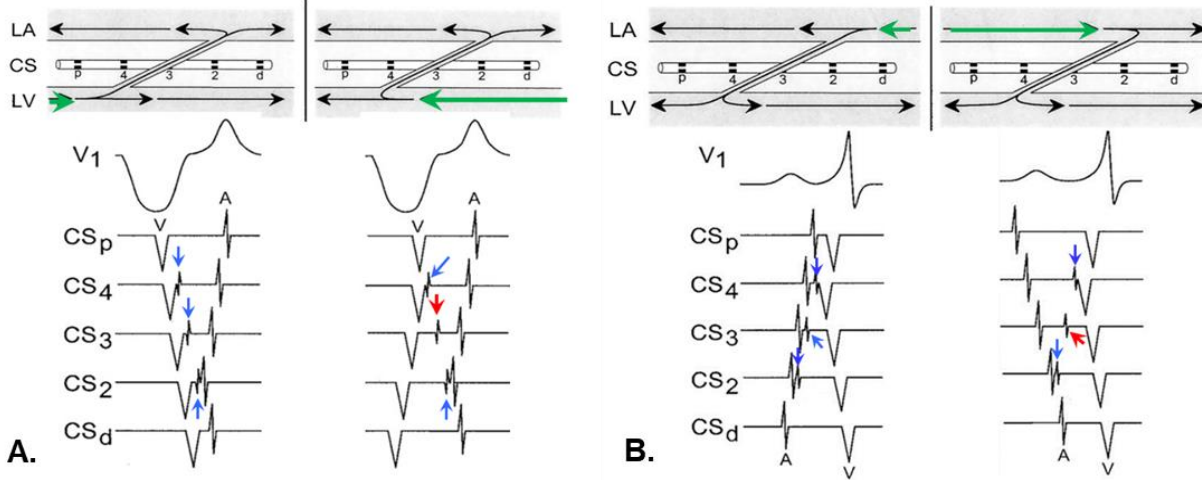 LA
CS
p 4 3 2 d
p 4 3 2 d
LV
V1
V A
V A
CSp
CS4
CS3
CS2
CSd
A.
LA
CS
p 4 3 2 d
p 4 3 2 d
LV
V1
CSp
CS4
CS3
CS2
CSd
A V
A V
B.